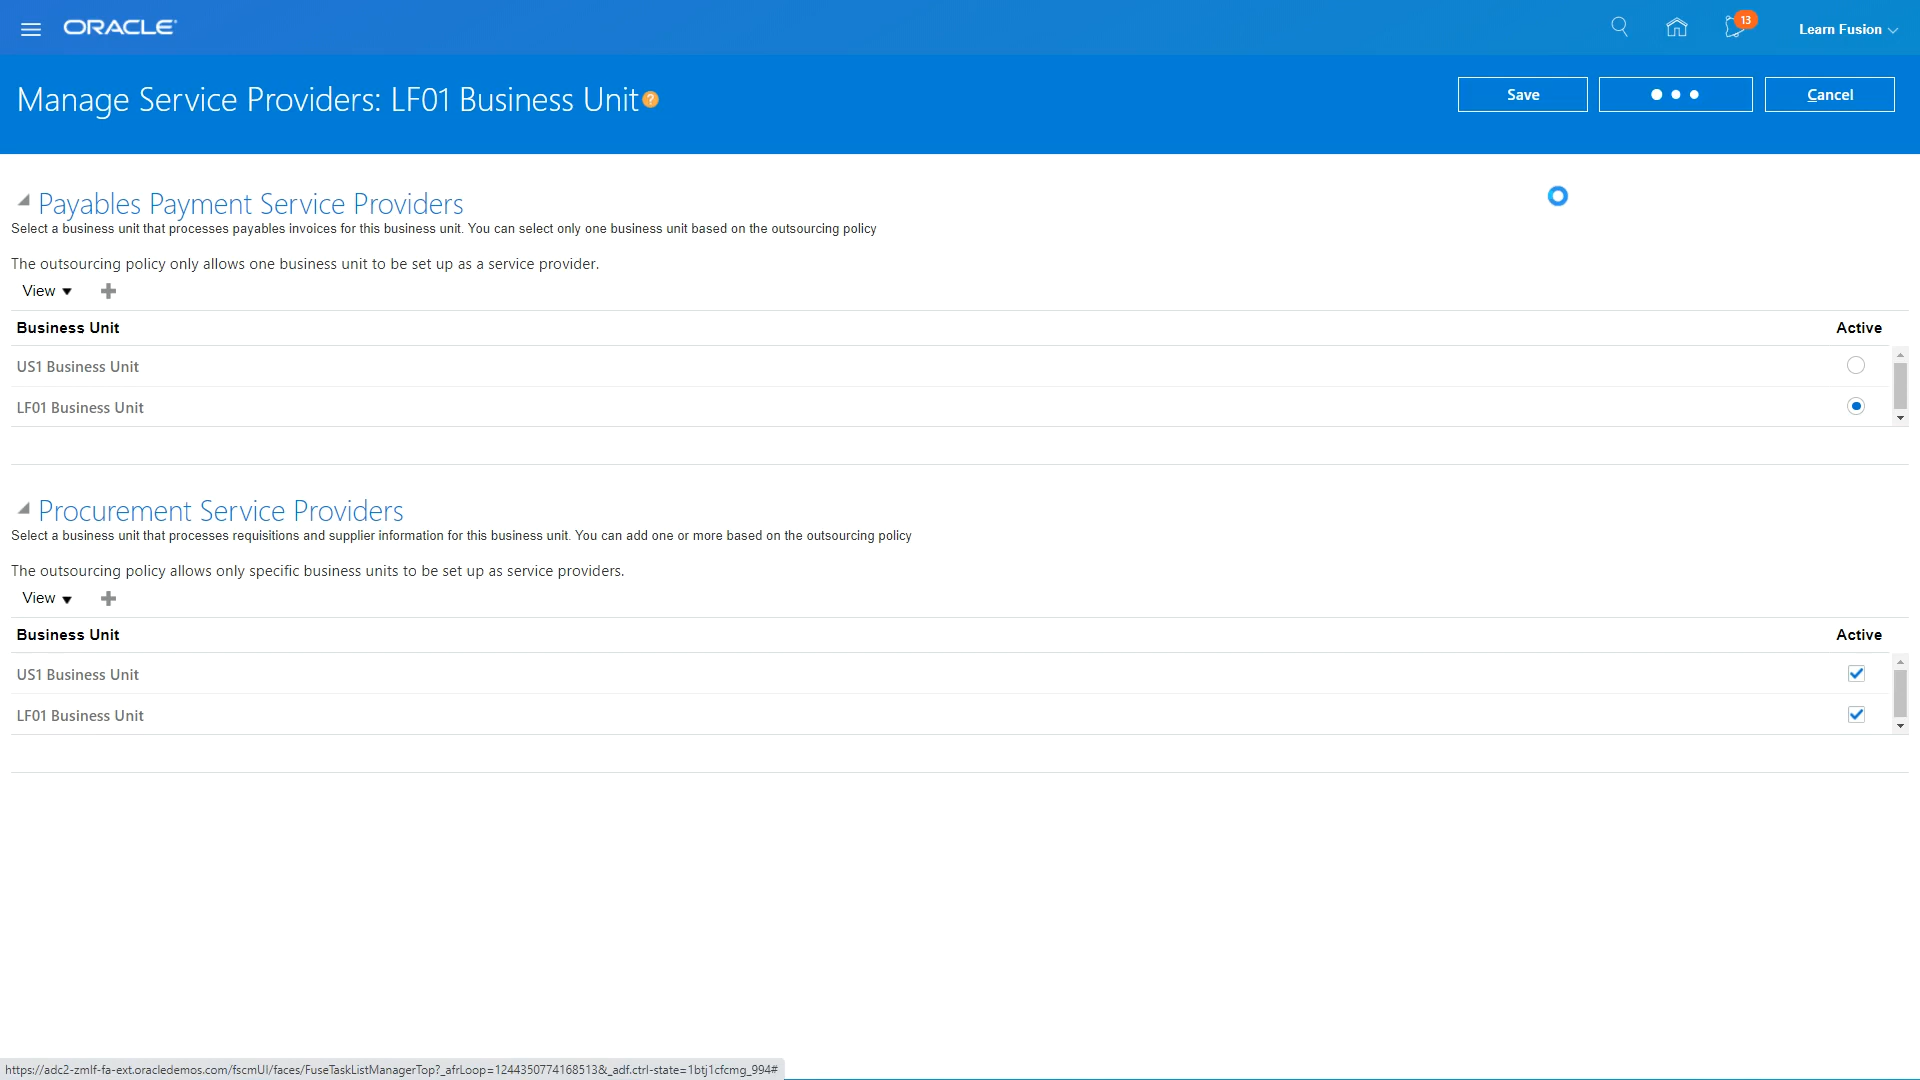 ORACLE
13
Learn Fusion
Manage Service Providers: LF01 Business Unit
?
Save
Cancel
Payables Payment Service Providers
Select a business unit that processes payables invoices for this business unit. You can select only one business unit based on the outsourcing policy
The outsourcing policy only allows one business unit to be set up as a service provider.
View
Business Unit Active
US1 Business Unit
LF01 Business Unit
Procurement Service Providers
Select a business unit that processes requisitions and supplier information for this business unit. You can add one or more based on the outsourcing policy
The outsourcing policy allows only specific business units to be set up as service providers.
View
Business Unit Active
US1 Business Unit
LF01 Business Unit
https://adc2-zmlf-fa-ext.oracledemos.com/fscmUI/faces/FuseTaskListManagerTop?_afrLoop=1244350774168513&_adf.ctrl-state=1btj1cfcmg_994#